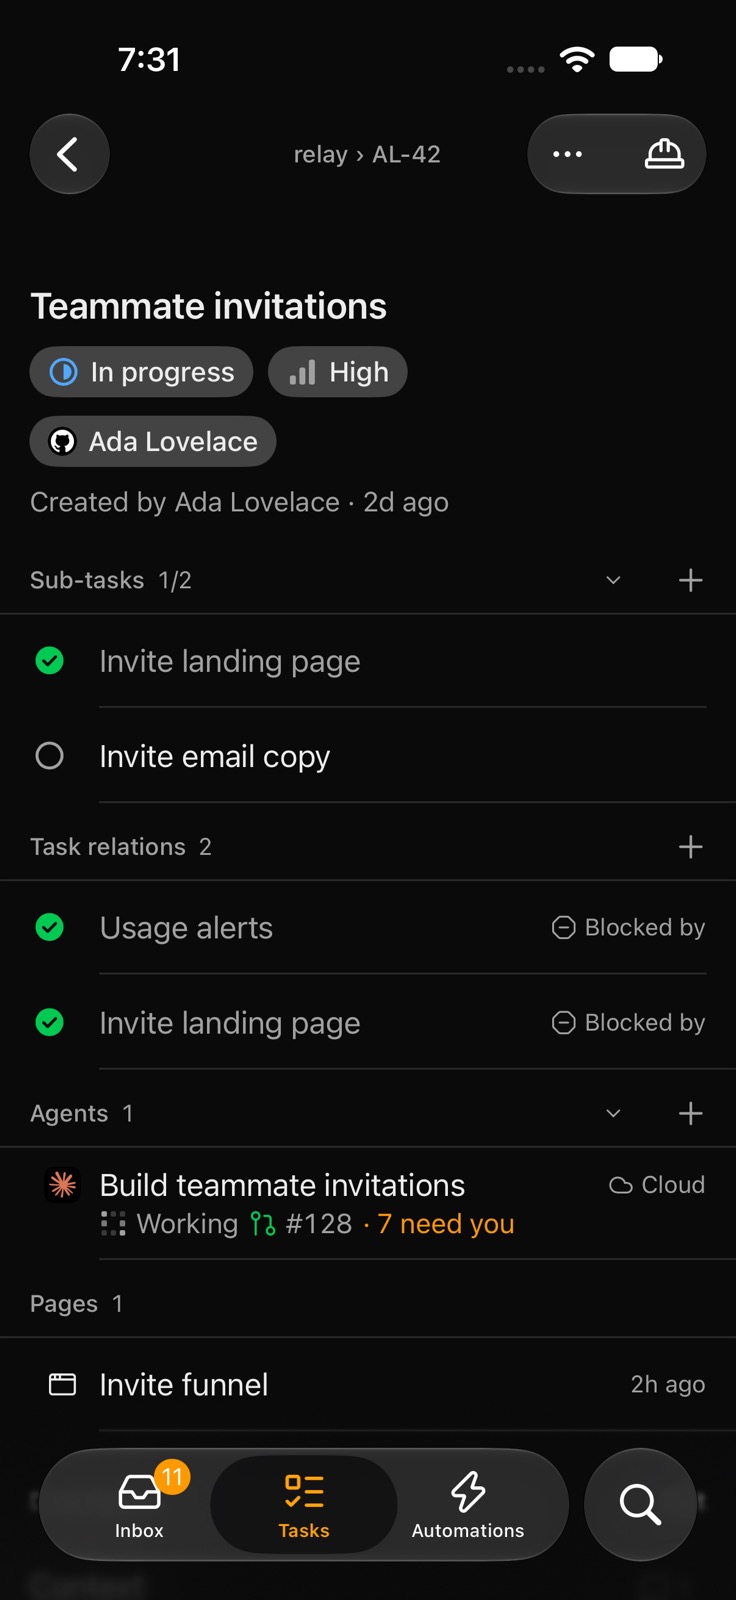 7:31
relay › AL-42
Teammate invitations
In progress
High
Ada Lovelace
Created by Ada Lovelace · 2d ago
Sub-tasks 1/2
Invite landing page
Invite email copy
Task relations 2
Usage alerts
Blocked by
Invite landing page
Blocked by
Agents 1
Build teammate invitations
Cloud
Working #128 · 7 need you
Pages 1
Invite funnel
2h ago
11
Inbox
Tasks
Automations
Context